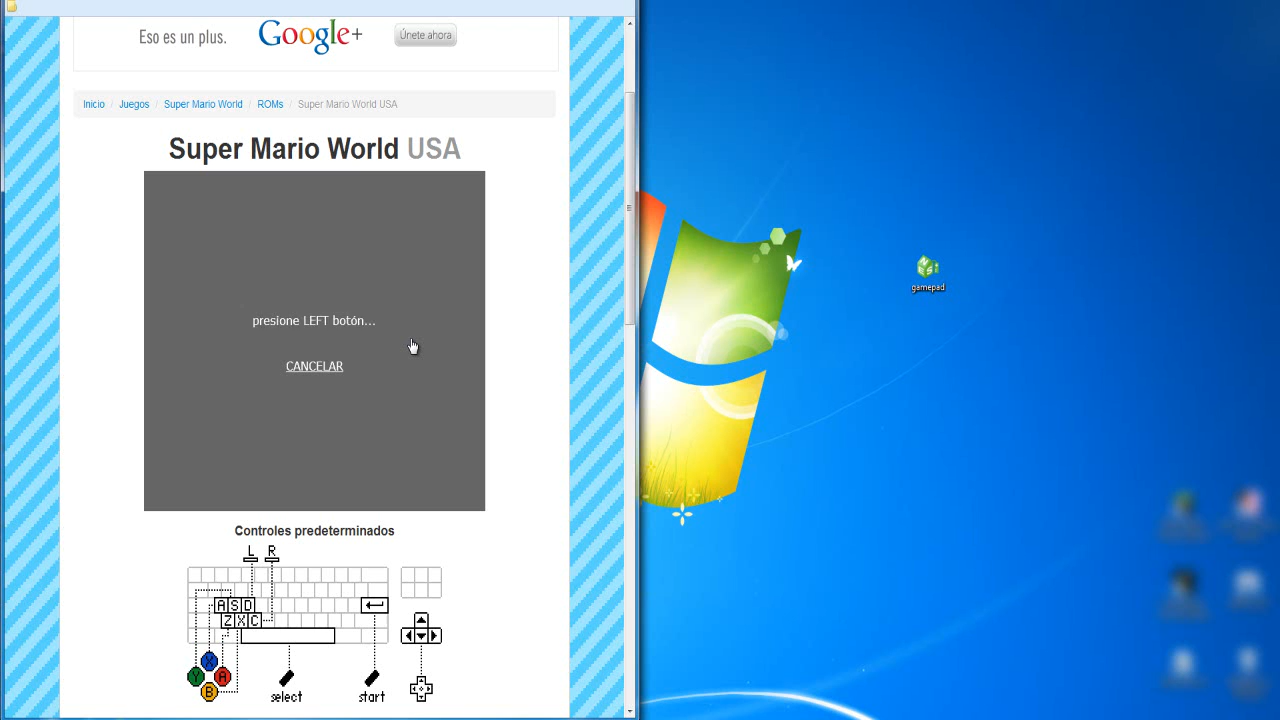 Eso es un plus. Google+ Únete ahora
Inicio / Juegos / Super Mario World / ROMs / Super Mario World USA
Super Mario World USA
presione LEFT botón...
CANCELAR
gamepad
Controles predeterminados
L R
A S D
Z X C
X
Y A
B
select start